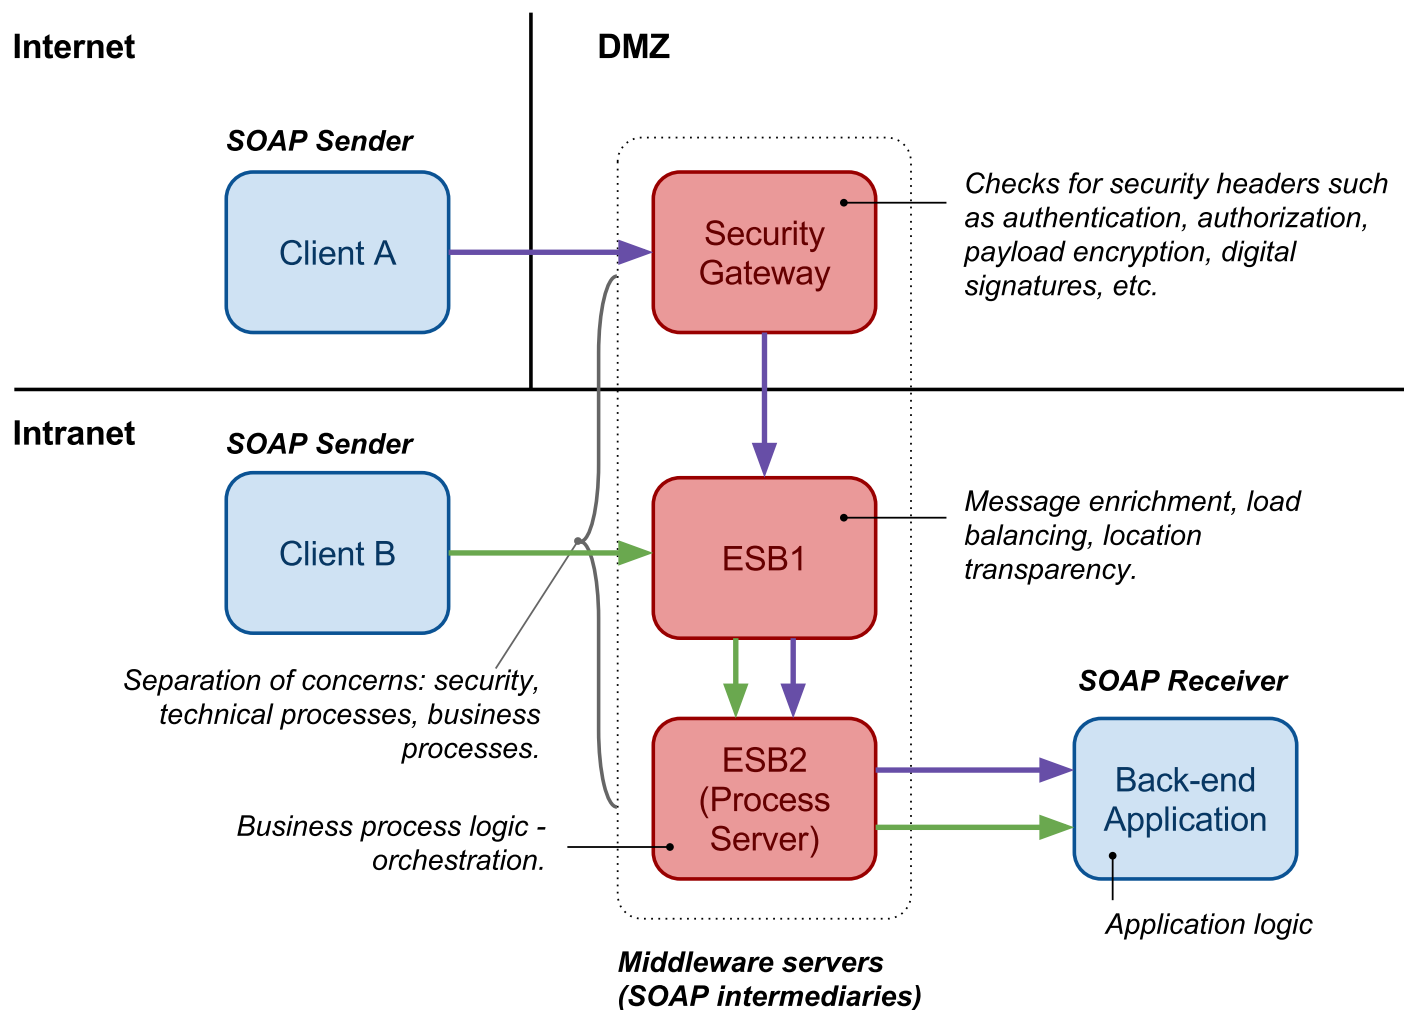 Internet
DMZ
SOAP Sender
Client A
Security
Gateway
Checks for security headers such
as authentication, authorization,
payload encryption, digital
signatures, etc.
Intranet
SOAP Sender
Client B
ESB1
Message enrichment, load
balancing, location
transparency.
Separation of concerns: security,
technical processes, business
processes.
SOAP Receiver
ESB2
(Process
Server)
Back-end
Application
Business process logic -
orchestration.
Application logic
Middleware servers
(SOAP intermediaries)